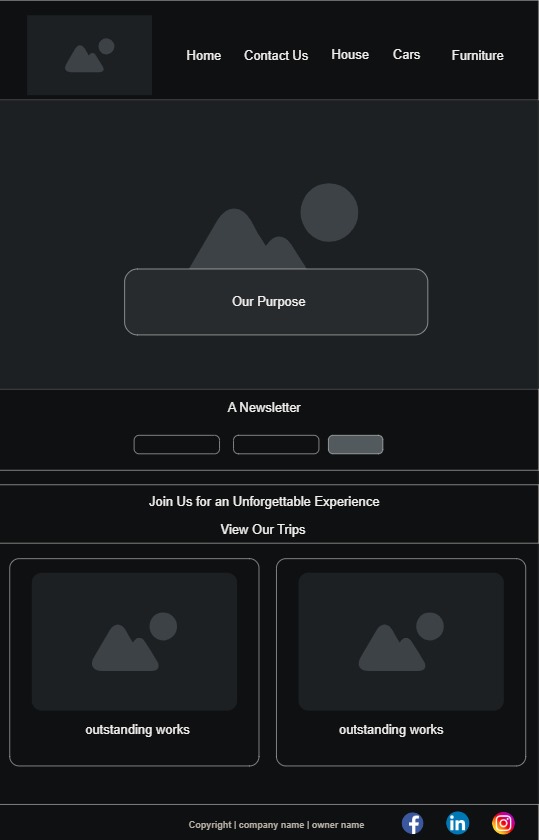 Home Contact Us House Cars Furniture
Our Purpose
A Newsletter
Join Us for an Unforgettable Experience
View Our Trips
outstanding works
outstanding works
Copyright | company name | owner name